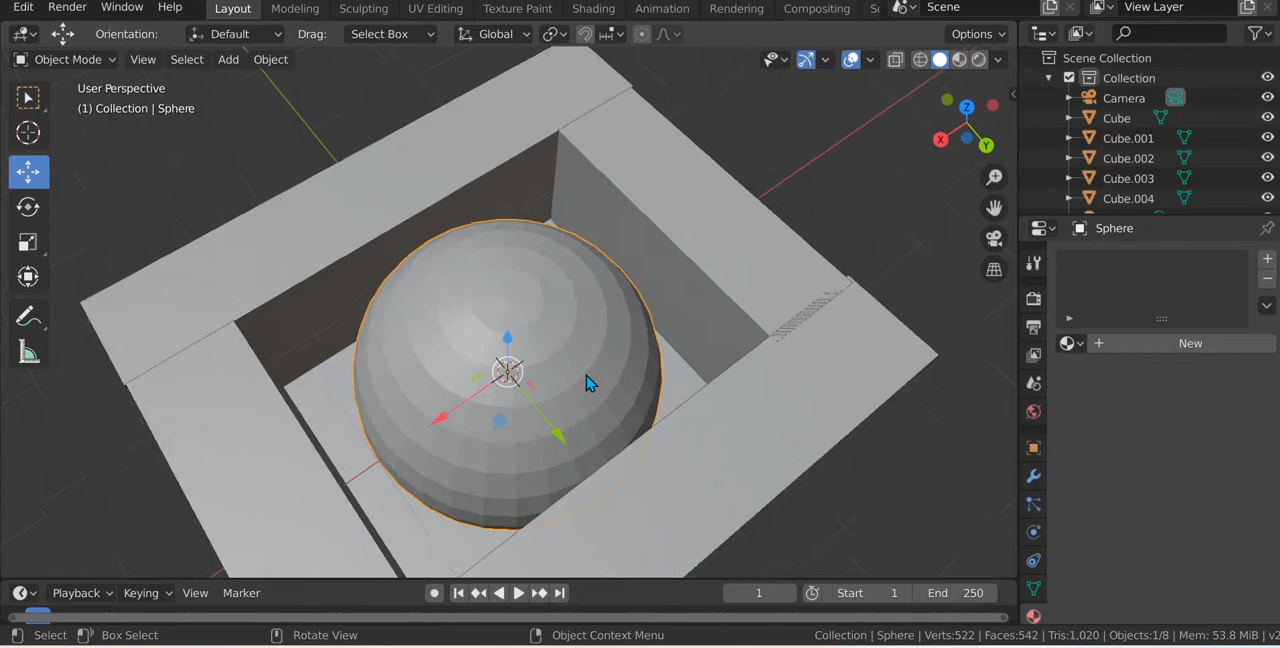 Edit Render Window Help Layout Modeling Sculpting UV Editing Texture Paint Shading Animation Rendering Compositing Sc Scene View Layer
Orientation: Default Drag: Select Box Global Options
Object Mode View Select Add Object
User Perspective
(1) Collection | Sphere
Z
X
Y
Scene Collection
Collection
Camera
Cube
Cube.001
Cube.002
Cube.003
Cube.004
Sphere
New
Playback Keying View Marker 1 Start 1 End 250
Select Box Select Rotate View Object Context Menu Collection | Sphere | Verts:522 | Faces:542 | Tris:1,020 | Objects:1/8 | Mem: 53.8 MiB | v2